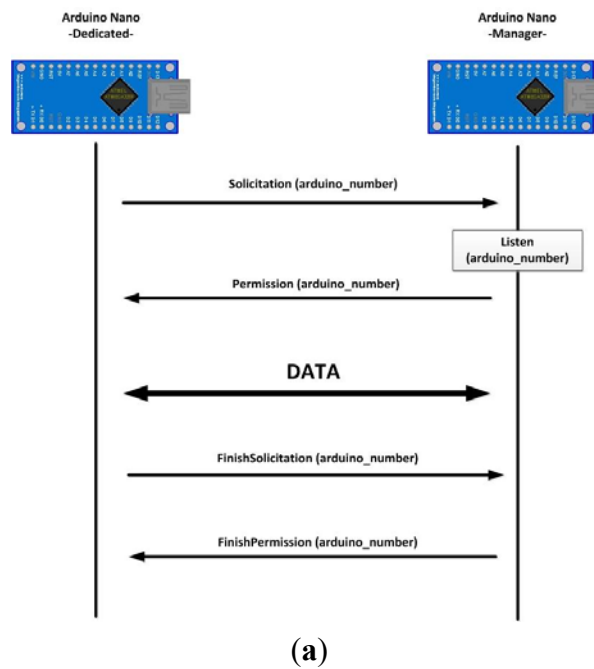 Arduino Nano
-Dedicated-
Arduino Nano
-Manager-
Solicitation (arduino_number)
Listen
(arduino_number)
Permission (arduino_number)
DATA
FinishSolicitation (arduino_number)
FinishPermission (arduino_number)
(a)